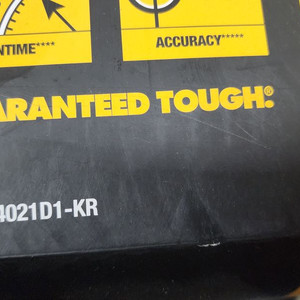 NTIME****
ACCURACY*****
ARANTEED TOUGH.®
4021D1-KR